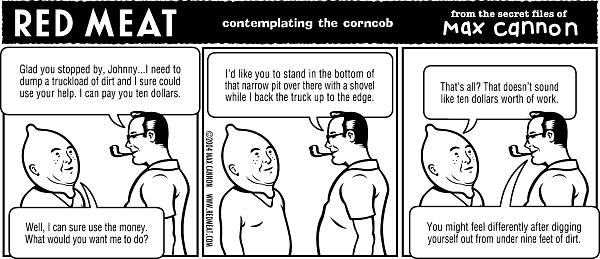 RED MEAT
contemplating the corncob
from the secret files of
Max cannon
Glad you stopped by, Johnny...I need to
dump a truckload of dirt and I sure could
use your help. I can pay you ten dollars.
Well, I can sure use the money.
What would you want me to do?
I'd like you to stand in the bottom of
that narrow pit over there with a shovel
while I back the truck up to the edge.
©2004 MAX CANNON WWW.REDMEAT.COM
That's all? That doesn't sound
like ten dollars worth of work.
You might feel differently after digging
yourself out from under nine feet of dirt.